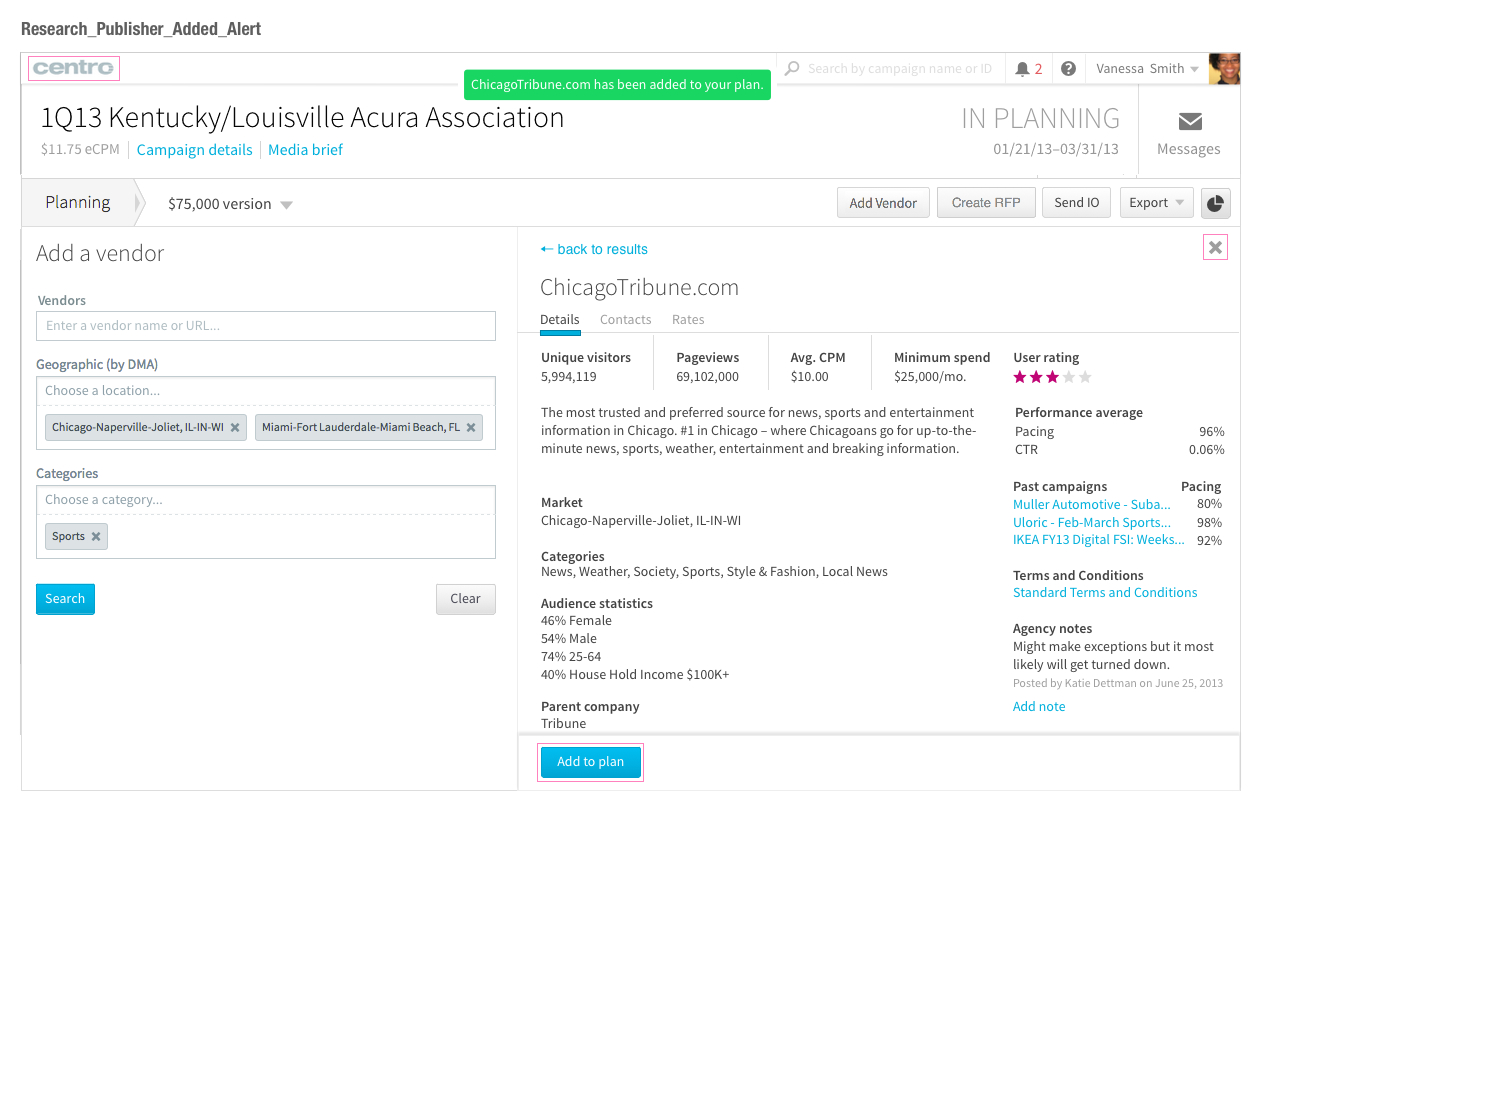 Research_Publisher_Added_Alert
centro
Search by campaign name or ID
2
Vanessa Smith
ChicagoTribune.com has been added to your plan.
1Q13 Kentucky/Louisville Acura Association
$11.75 eCPM
Campaign details
Media brief
IN PLANNING
01/21/13–03/31/13
Messages
Planning
$75,000 version
Add Vendor
Create RFP
Send IO
Export
Add a vendor
Vendors
Enter a vendor name or URL...
Geographic (by DMA)
Choose a location...
Chicago-Naperville-Joliet, IL-IN-WI
Miami-Fort Lauderdale-Miami Beach, FL
Categories
Choose a category...
Sports
Search
Clear
← back to results
ChicagoTribune.com
Details
Contacts
Rates
Unique visitors
5,994,119
Pageviews
69,102,000
Avg. CPM
$10.00
Minimum spend
$25,000/mo.
User rating
The most trusted and preferred source for news, sports and entertainment
information in Chicago. #1 in Chicago – where Chicagoans go for up-to-the-
minute news, sports, weather, entertainment and breaking information.
Market
Chicago-Naperville-Joliet, IL-IN-WI
Categories
News, Weather, Society, Sports, Style & Fashion, Local News
Audience statistics
46% Female
54% Male
74% 25-64
40% House Hold Income $100K+
Parent company
Tribune
Performance average
Pacing 96%
CTR 0.06%
Past campaigns Pacing
Muller Automotive - Suba... 80%
Uloric - Feb-March Sports... 98%
IKEA FY13 Digital FSI: Weeks... 92%
Terms and Conditions
Standard Terms and Conditions
Agency notes
Might make exceptions but it most
likely will get turned down.
Posted by Katie Dettman on June 25, 2013
Add note
Add to plan